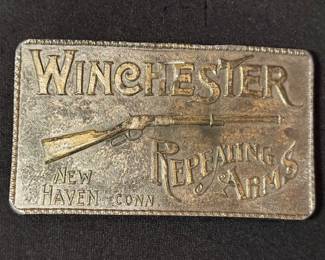 WINCHESTER
REPEATING
ARMS
NEW
HAVEN CONN